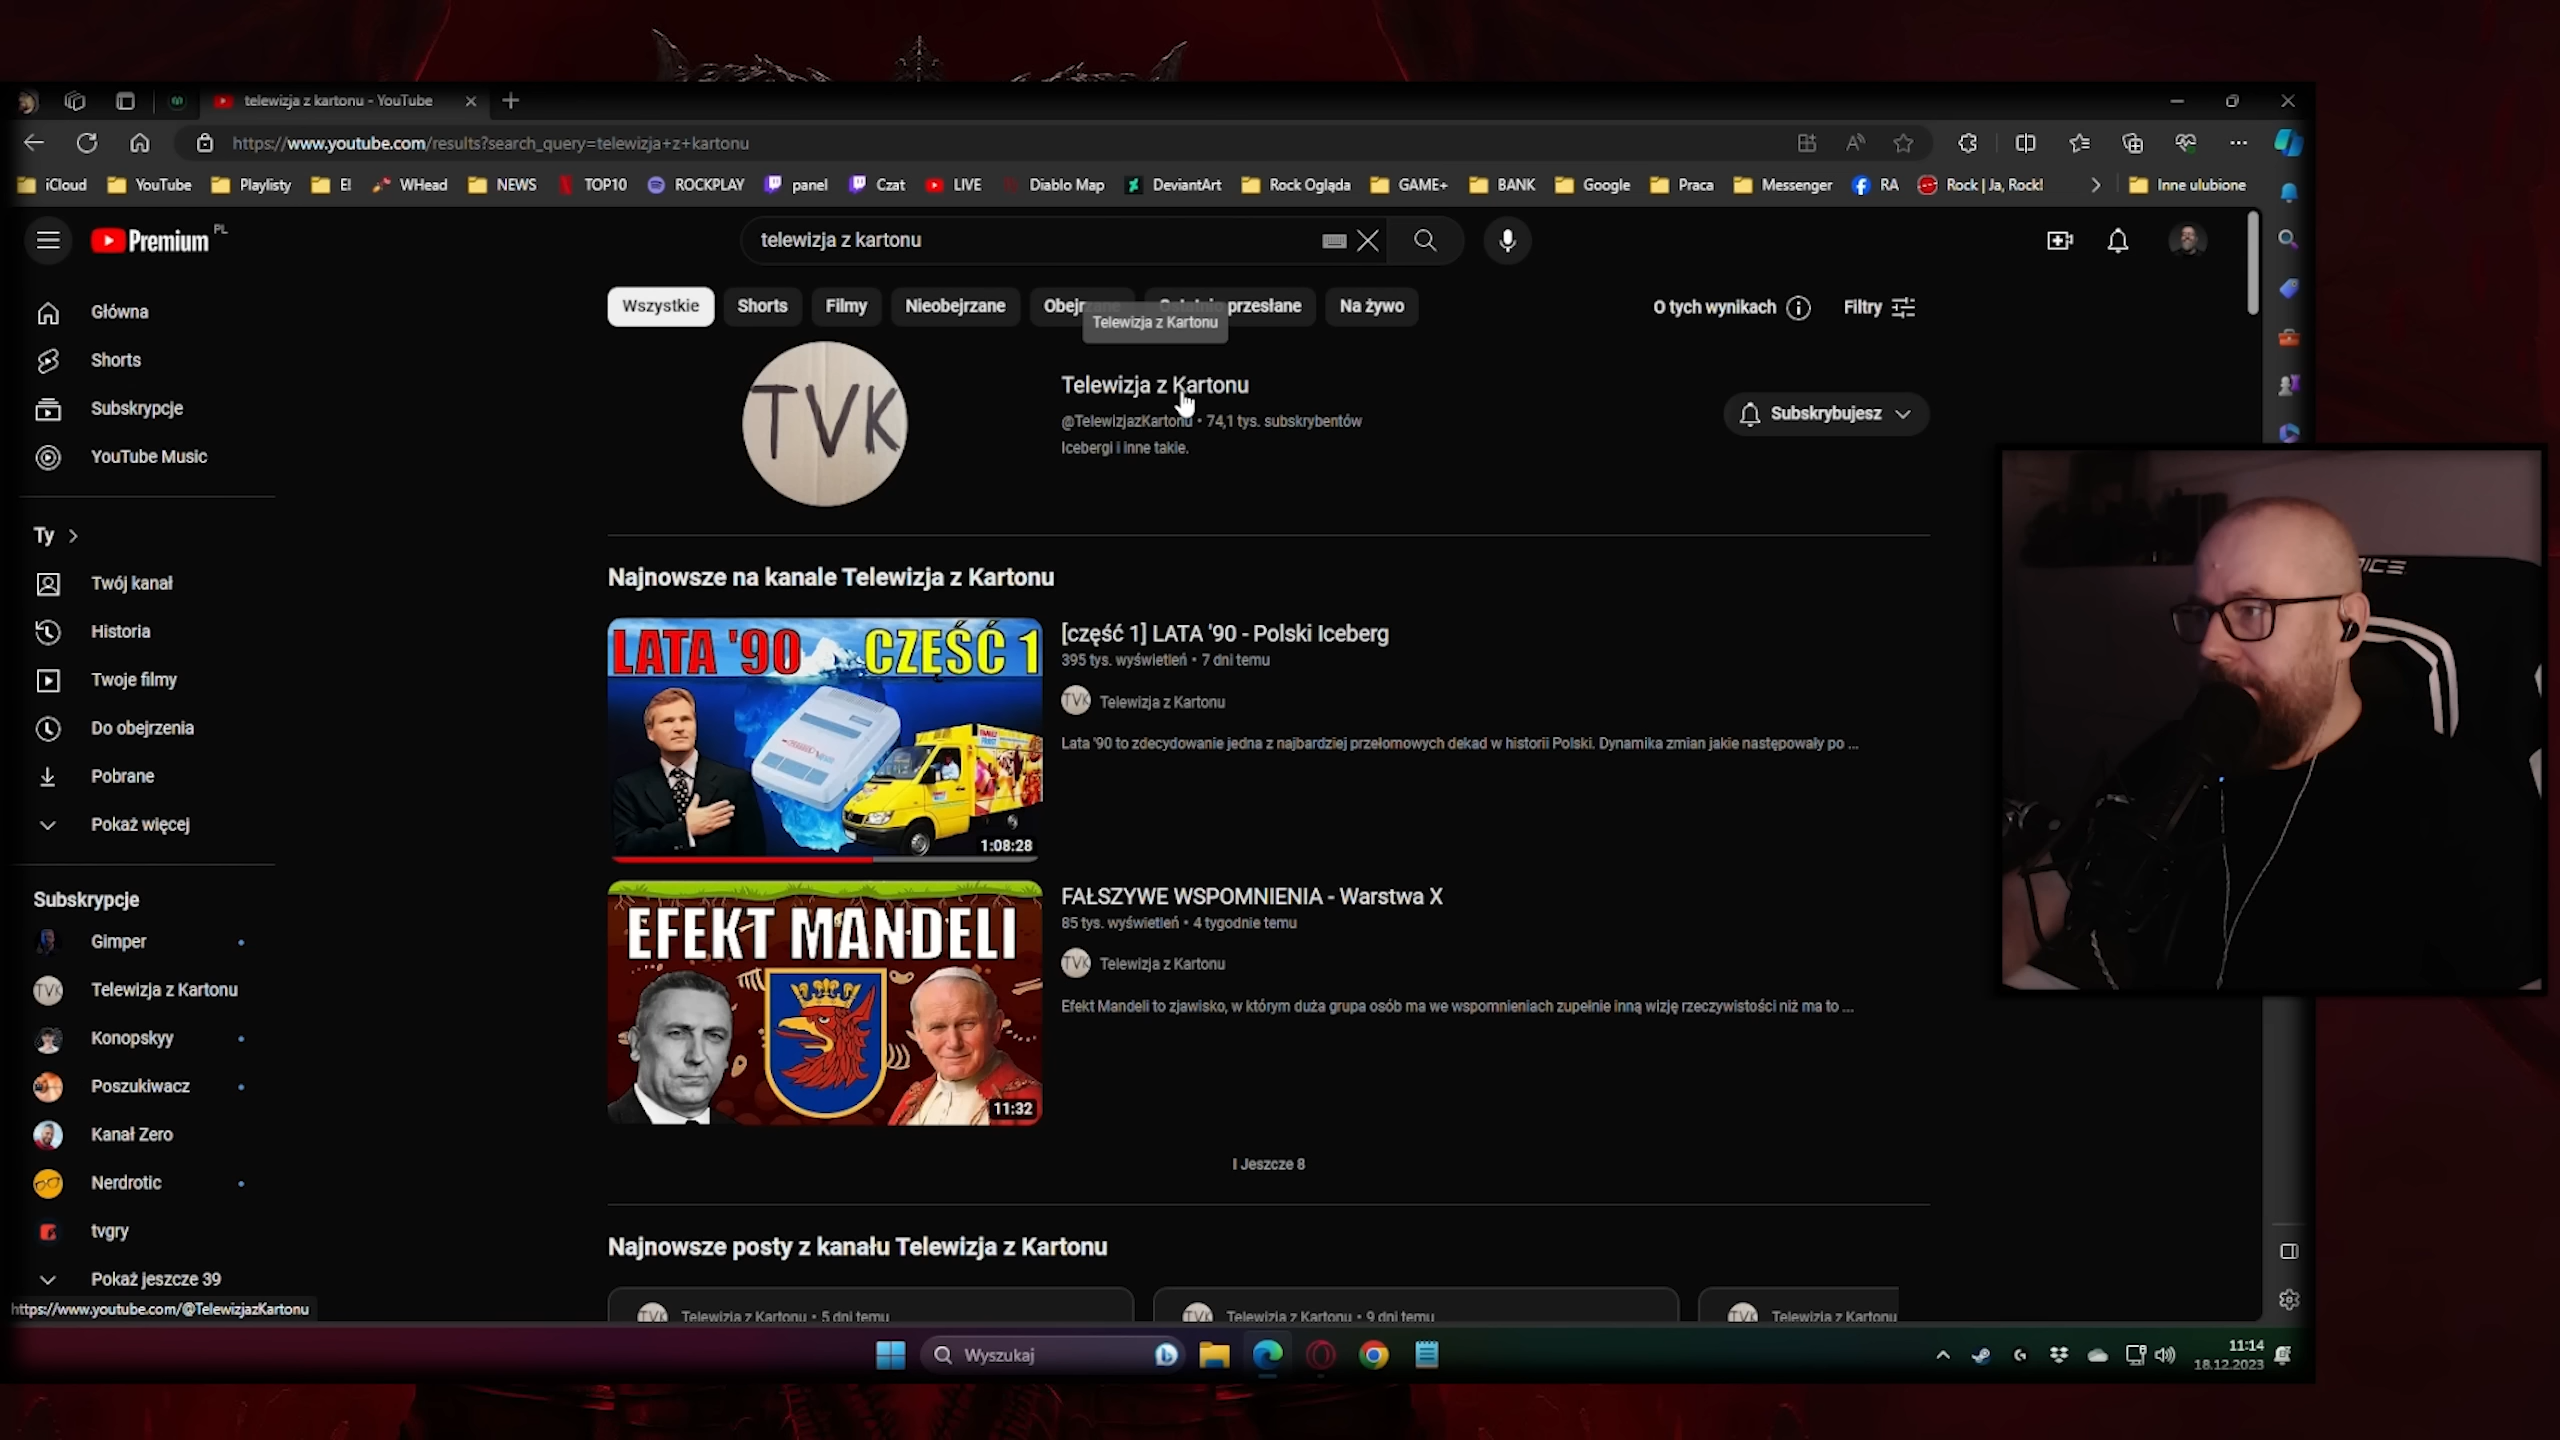 telewizja z kartonu - YouTube
https://www.youtube.com/results?search_query=telewizja+z+kartonu
iCloud YouTube Playlisty E! WHead NEWS TOP10 ROCKPLAY panel Czat LIVE Diablo Map DeviantArt Rock Ogląda GAME+ BANK Google Praca Messenger RA Rock | Ja, Rock! Inne ulubione
Premium PL
telewizja z kartonu
Główna
Shorts
Subskrypcje
YouTube Music
Ty
Twój kanał
Historia
Twoje filmy
Do obejrzenia
Pobrane
Pokaż więcej
Subskrypcje
Gimper
TVK Telewizja z Kartonu
Konopskyy
Poszukiwacz
Kanał Zero
Nerdrotic
tvgry
Pokaż jeszcze 39
https://www.youtube.com/@TelewizjazKartonu
Wszystkie Shorts Filmy Nieobejrzane Obejrzane Ostatnio przesłane Na żywo
O tych wynikach Filtry
Telewizja z Kartonu
TVK
Telewizja z Kartonu
@TelewizjazKartonu • 74,1 tys. subskrybentów
Icebergi i inne takie.
Subskrybujesz
Najnowsze na kanale Telewizja z Kartonu
LATA '90 CZĘŚĆ 1
1:08:28
[część 1] LATA '90 - Polski Iceberg
395 tys. wyświetleń • 7 dni temu
TVK Telewizja z Kartonu
Lata '90 to zdecydowanie jedna z najbardziej przełomowych dekad w historii Polski. Dynamika zmian jakie następowały po ...
EFEKT MANDELI
11:32
FAŁSZYWE WSPOMNIENIA - Warstwa X
85 tys. wyświetleń • 4 tygodnie temu
TVK Telewizja z Kartonu
Efekt Mandeli to zjawisko, w którym duża grupa osób ma we wspomnieniach zupełnie inną wizję rzeczywistości niż ma to ...
I Jeszcze 8
Najnowsze posty z kanału Telewizja z Kartonu
TVK Telewizja z Kartonu • 5 dni temu
TVK Telewizja z Kartonu • 9 dni temu
TVK Telewizja z Kartonu
Wyszukaj
11:14
18.12.2023